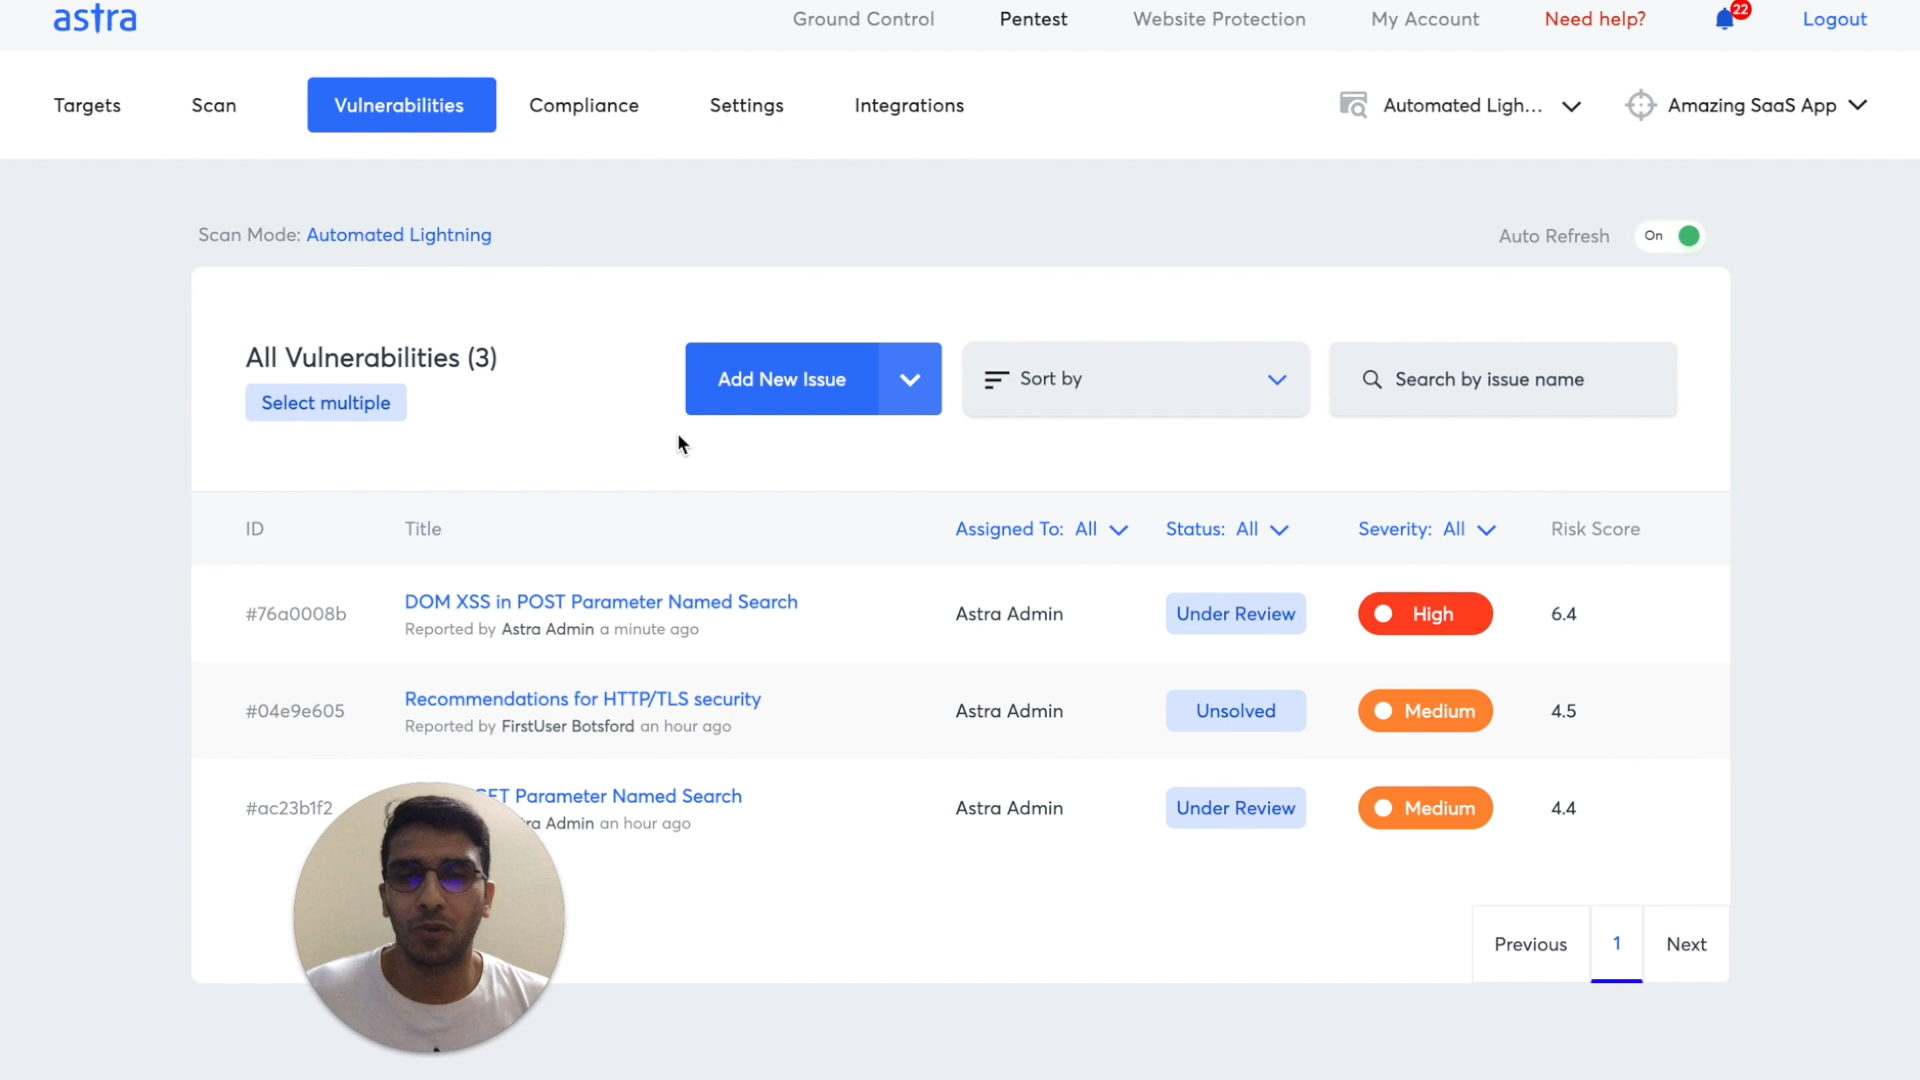 astra
Ground Control
Pentest
Website Protection
My Account
Need help?
22
Logout
Targets
Scan
Vulnerabilities
Compliance
Settings
Integrations
Automated Ligh...
Amazing SaaS App
Scan Mode: Automated Lightning
Auto Refresh
On
All Vulnerabilities (3)
Select multiple
Add New Issue
Sort by
Search by issue name
ID
Title
Assigned To: All
Status: All
Severity: All
Risk Score
#76a0008b
DOM XSS in POST Parameter Named Search
Reported by Astra Admin a minute ago
Astra Admin
Under Review
High
6.4
#04e9e605
Recommendations for HTTP/TLS security
Reported by FirstUser Botsford an hour ago
Astra Admin
Unsolved
Medium
4.5
#ac23b1f2
Parameter Named Search
Admin an hour ago
Astra Admin
Under Review
Medium
4.4
Previous
1
Next